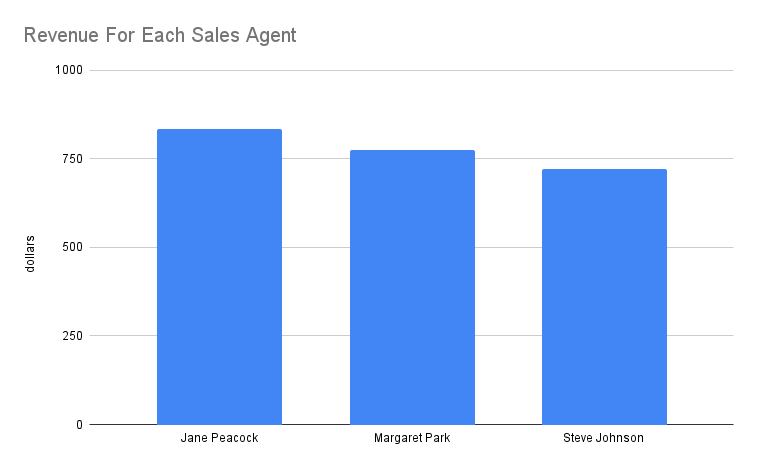 Revenue For Each Sales Agent
1000
750
500
250
0
dollars
Jane Peacock
Margaret Park
Steve Johnson